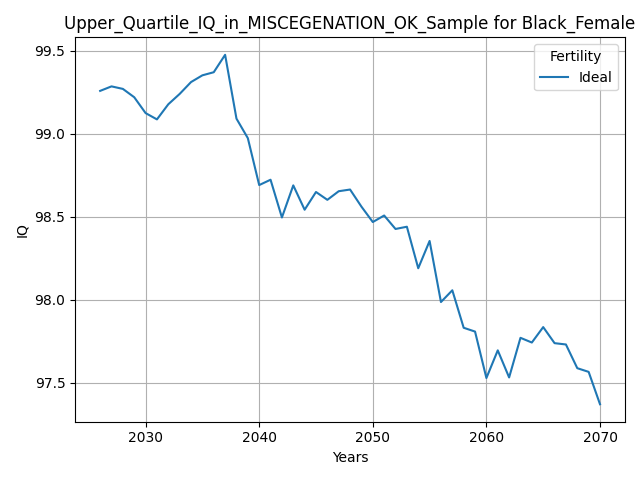 Upper_Quartile_IQ_in_MISCEGENATION_OK_Sample for Black_Female
Fertility
Ideal
99.5
99.0
98.5
98.0
97.5
IQ
2030 2040 2050 2060 2070
Years